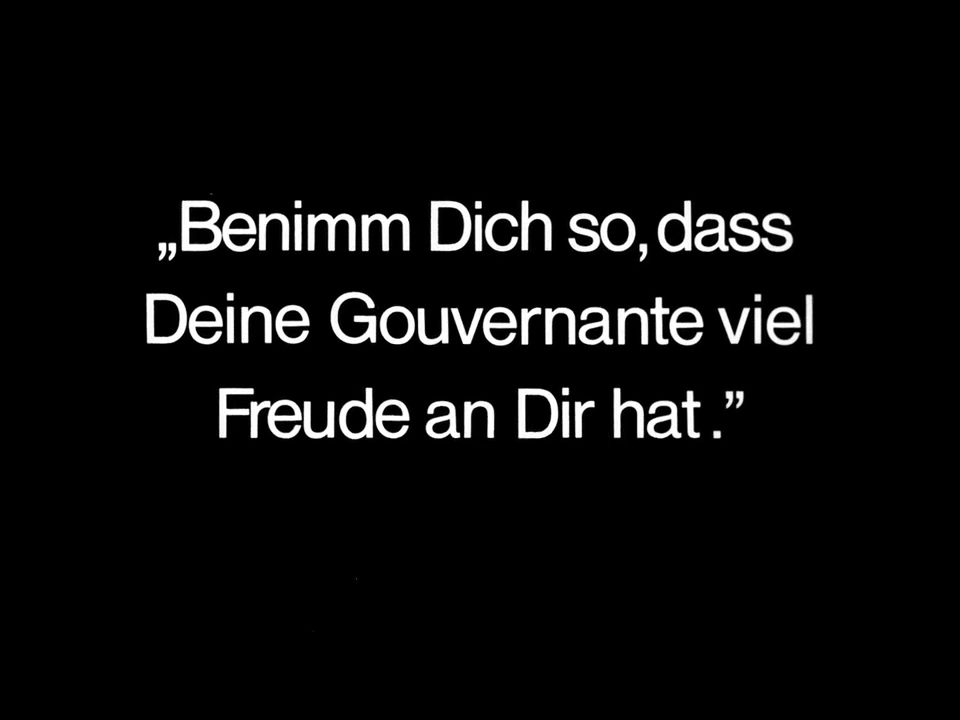 „Benimm Dich so, dass
Deine Gouvernante viel
Freude an Dir hat.”